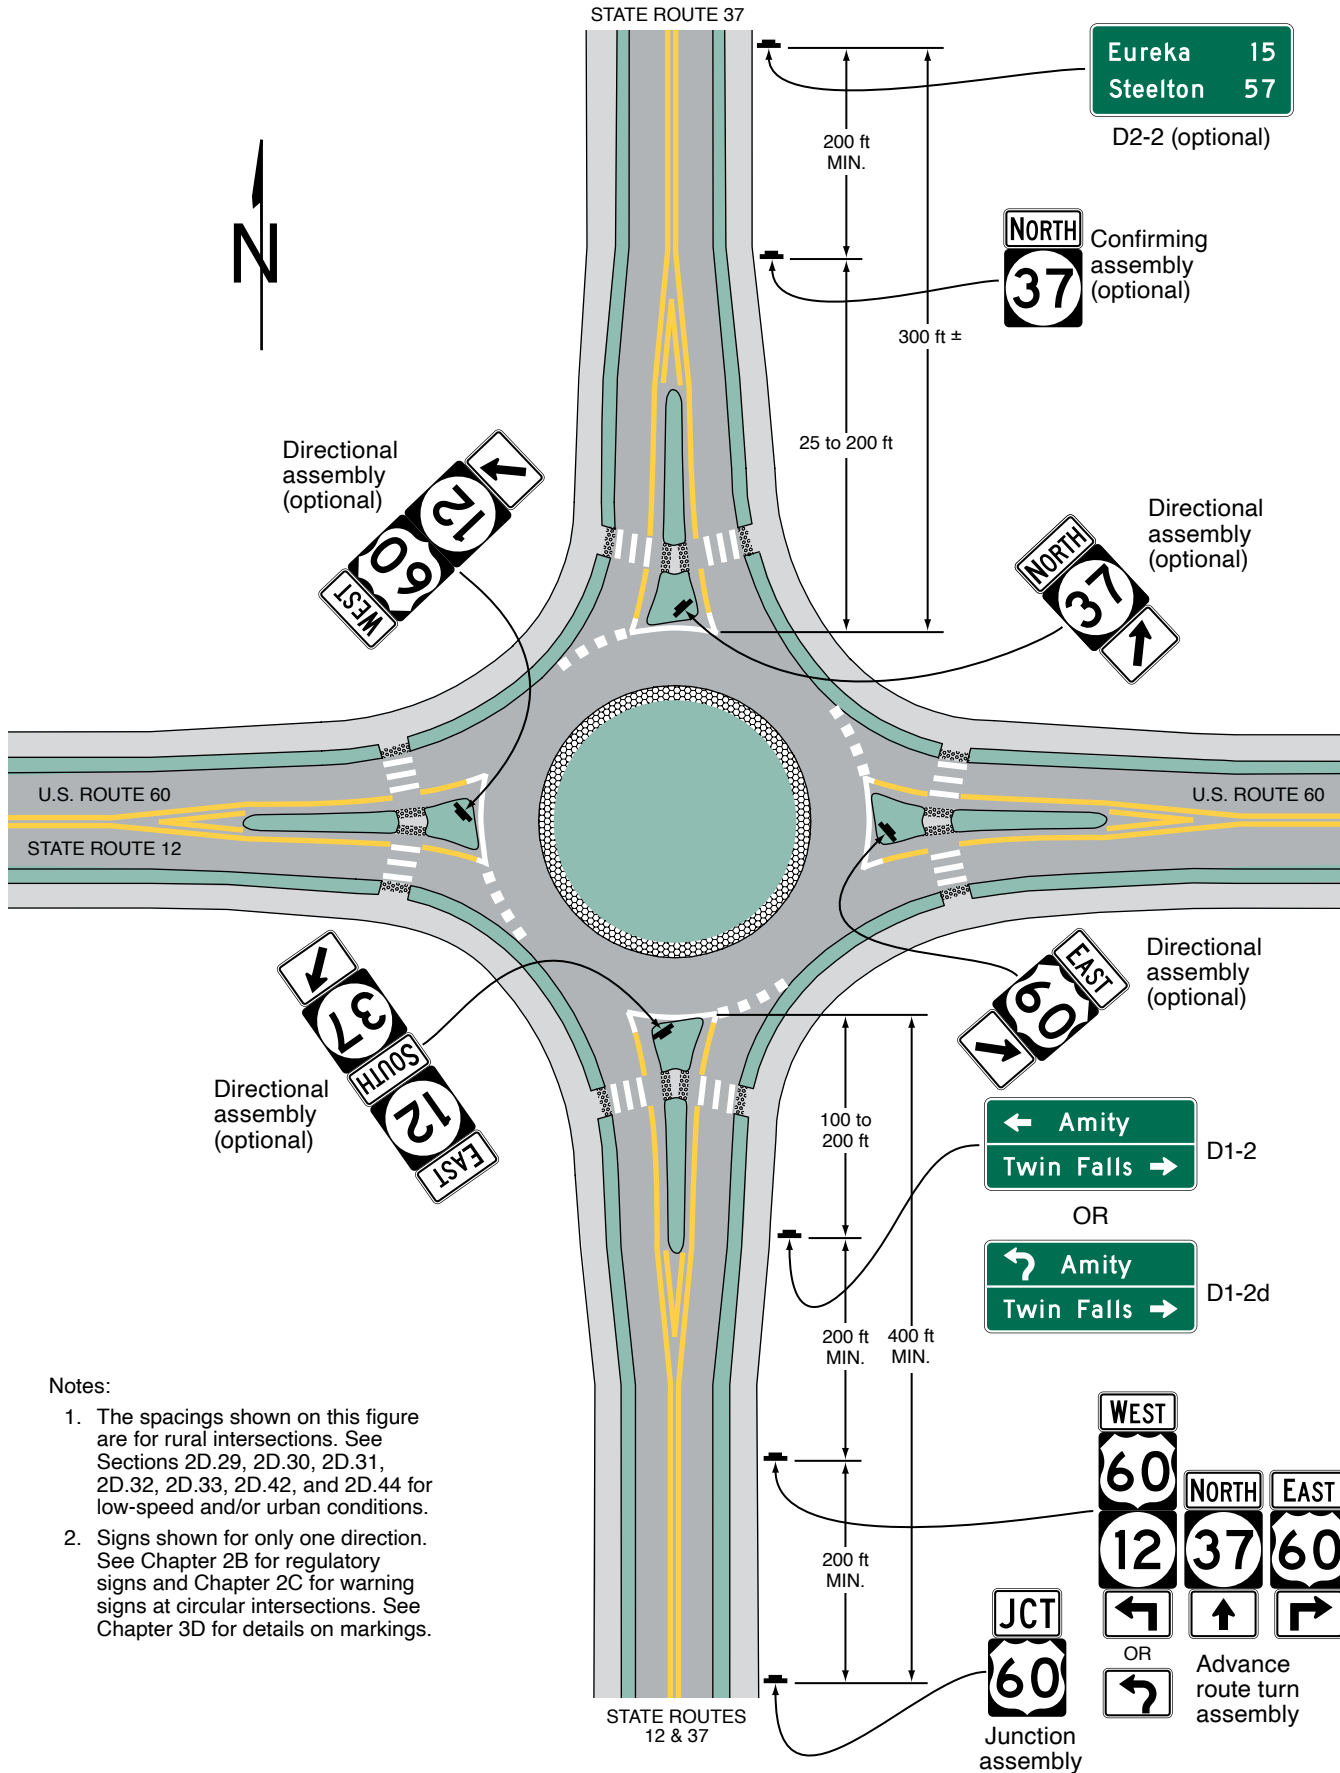 STATE ROUTE 37
Eureka 15
Steelton 57
D2-2 (optional)
200 ft
MIN.
N
NORTH
37
Confirming
assembly
(optional)
300 ft ±
25 to 200 ft
Directional
assembly
(optional)
12
60
WEST
Directional
assembly
(optional)
NORTH
37
U.S. ROUTE 60
STATE ROUTE 12
U.S. ROUTE 60
37
SOUTH
12
EAST
Directional
assembly
(optional)
EAST
60
Directional
assembly
(optional)
100 to
200 ft
Amity
Twin Falls
D1-2
OR
Amity
Twin Falls
D1-2d
200 ft
MIN.
400 ft
MIN.
Notes:
1. The spacings shown on this figure
are for rural intersections. See
Sections 2D.29, 2D.30, 2D.31,
2D.32, 2D.33, 2D.42, and 2D.44 for
low-speed and/or urban conditions.
2. Signs shown for only one direction.
See Chapter 2B for regulatory
signs and Chapter 2C for warning
signs at circular intersections. See
Chapter 3D for details on markings.
200 ft
MIN.
WEST
60
12
NORTH
37
EAST
60
OR
Advance
route turn
assembly
JCT
60
Junction
assembly
STATE ROUTES
12 & 37